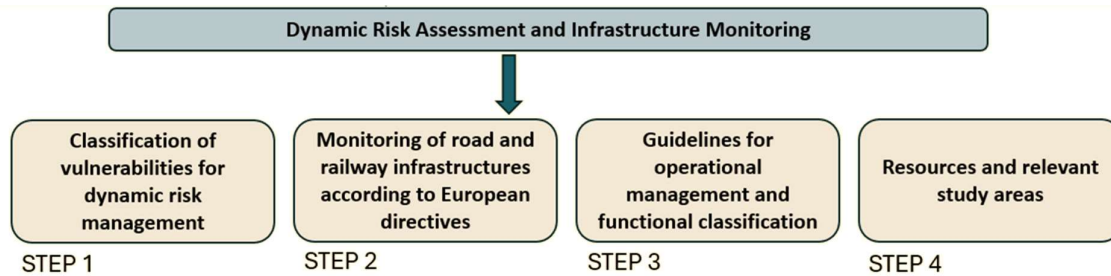 Dynamic Risk Assessment and Infrastructure Monitoring
Classification of
vulnerabilities for
dynamic risk
management
STEP 1
Monitoring of road and
railway infrastructures
according to European
directives
STEP 2
Guidelines for
operational
management and
functional classification
STEP 3
Resources and relevant
study areas
STEP 4